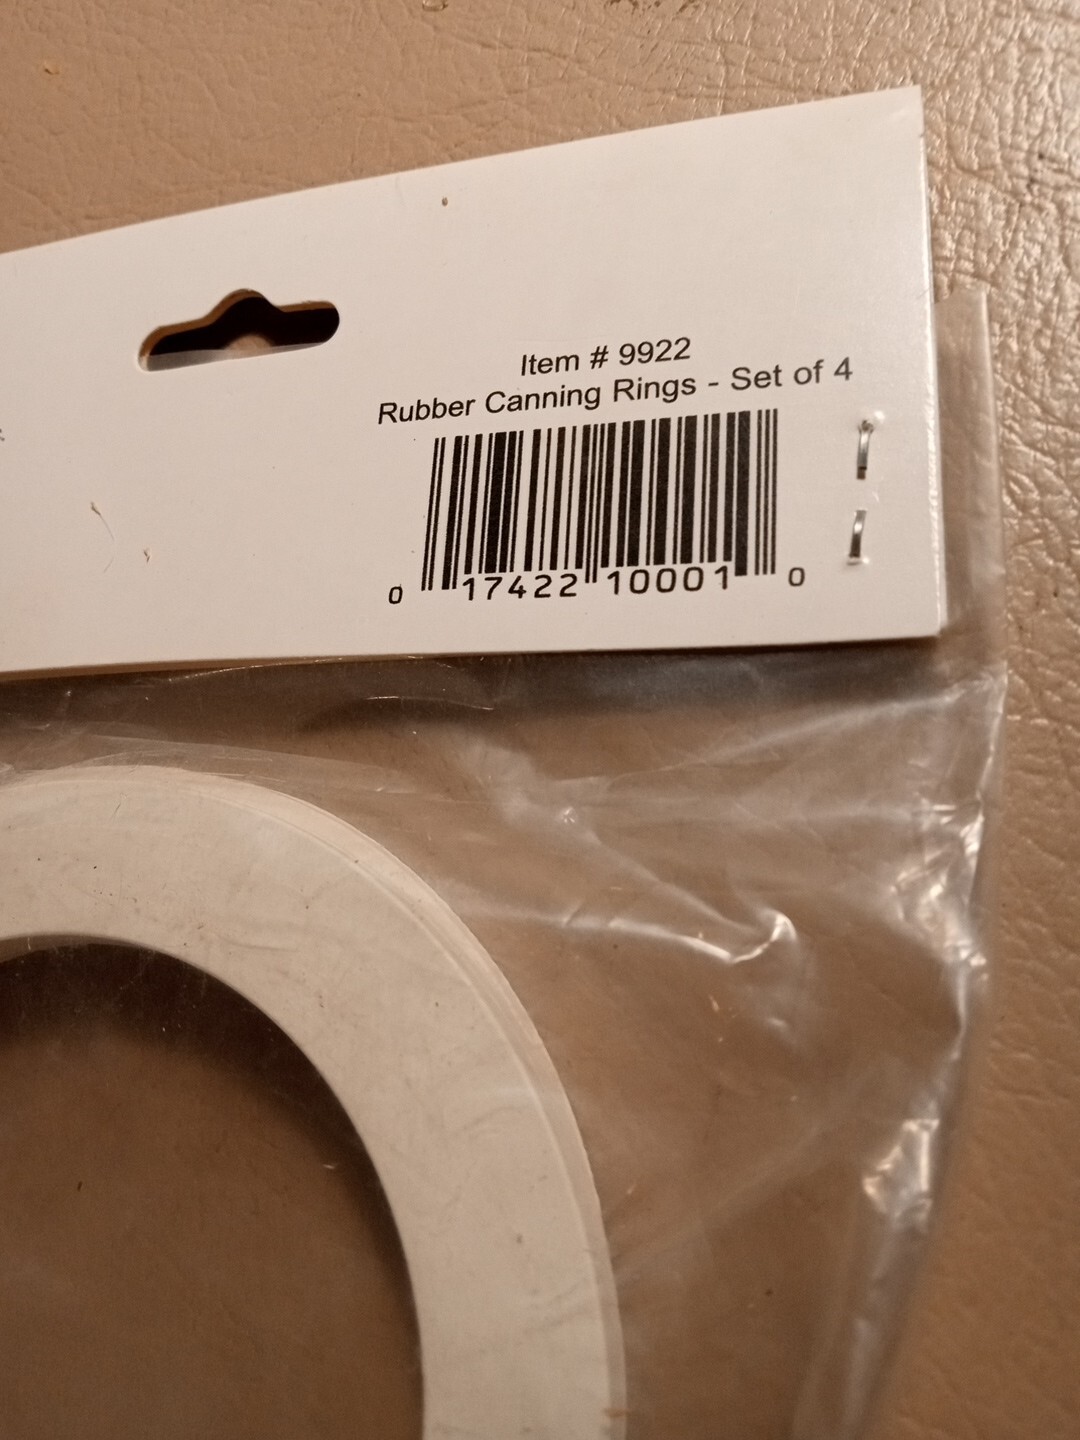 Item # 9922
Rubber Canning Rings - Set of 4
0 17422 10001 0